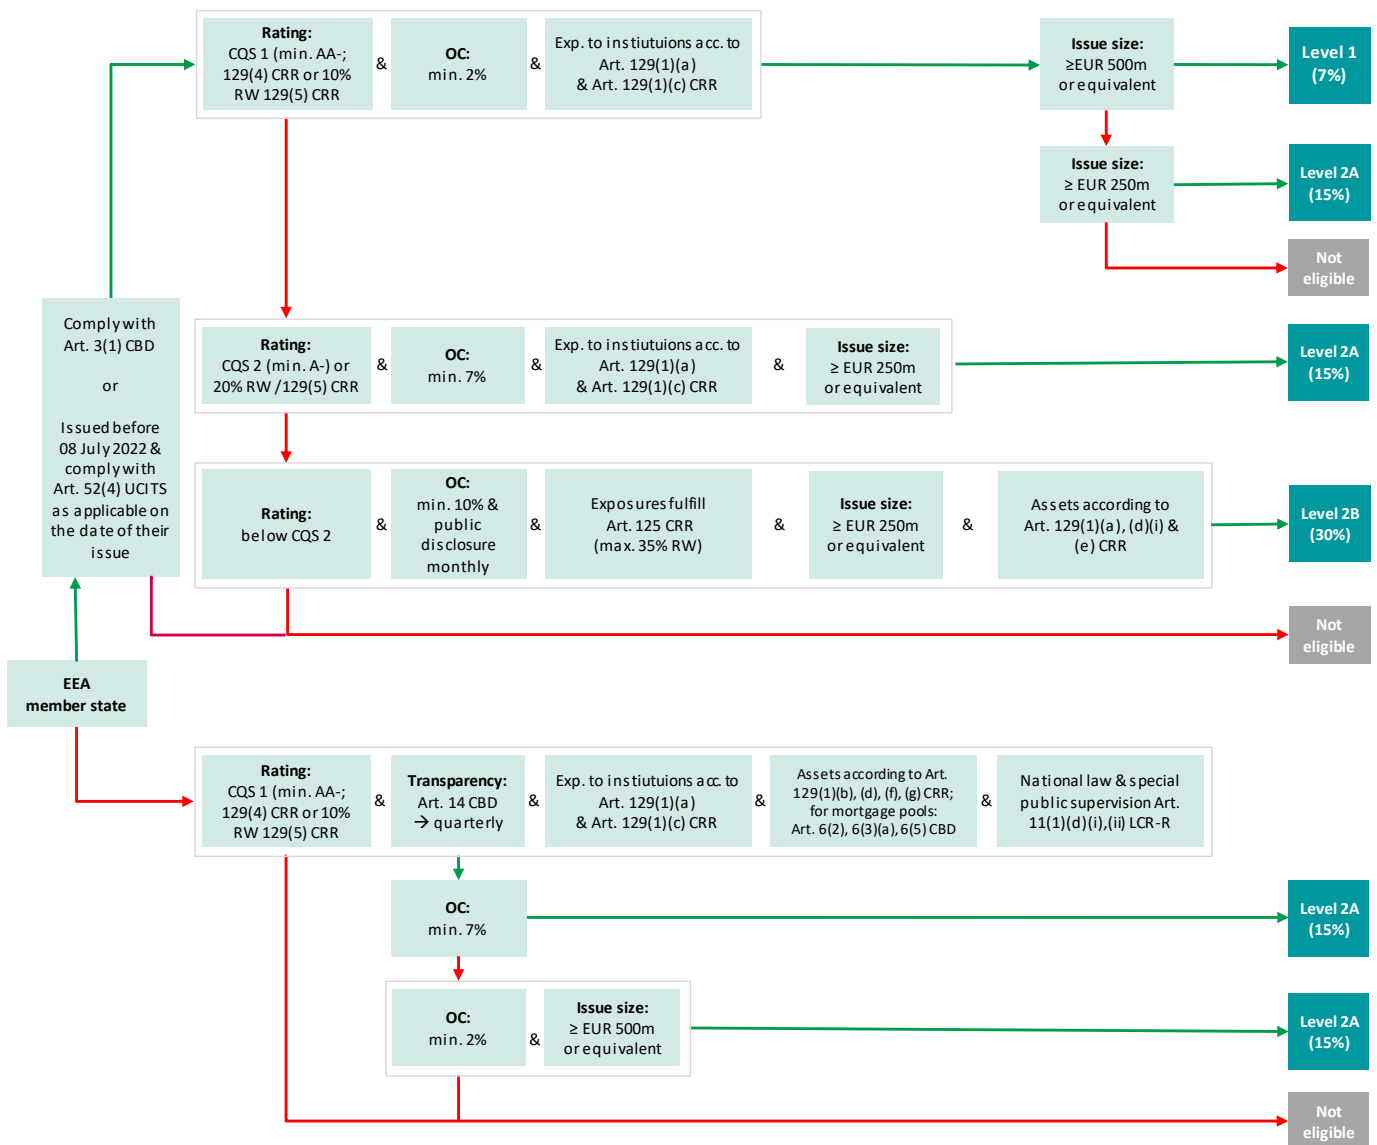 Rating:
CQS 1 (min. AA-;
129(4) CRR or 10%
RW 129(5) CRR
&
OC:
min. 2%
&
Exp. to instiutuions acc. to
Art. 129(1)(a)
& Art. 129(1)(c) CRR
Issue size:
≥EUR 500m
or equivalent
Level 1
(7%)
Issue size:
≥ EUR 250m
or equivalent
Level 2A
(15%)
Not
eligible
Comply with
Art. 3(1) CBD
or
Issued before
08 July 2022 &
comply with
Art. 52(4) UCITS
as applicable on
the date of their
issue
Rating:
CQS 2 (min. A-) or
20% RW /129(5) CRR
&
OC:
min. 7%
&
Exp. to instiutuions acc. to
Art. 129(1)(a)
& Art. 129(1)(c) CRR
&
Issue size:
≥ EUR 250m
or equivalent
Level 2A
(15%)
Rating:
below CQS 2
&
OC:
min. 10% &
public
disclosure
monthly
&
Exposures fulfill
Art. 125 CRR
(max. 35% RW)
&
Issue size:
≥ EUR 250m
or equivalent
&
Assets according to
Art. 129(1)(a), (d)(i) &
(e) CRR
Level 2B
(30%)
Not
eligible
EEA
member state
Rating:
CQS 1 (min. AA-;
129(4) CRR or 10%
RW 129(5) CRR
&
Transparency:
Art. 14 CBD
→ quarterly
&
Exp. to instiutuions acc. to
Art. 129(1)(a)
& Art. 129(1)(c) CRR
&
Assets according to Art.
129(1)(b), (d), (f), (g) CRR;
for mortgage pools:
Art. 6(2), 6(3)(a), 6(5) CBD
&
National law & special
public supervision Art.
11(1)(d)(i),(ii) LCR-R
OC:
min. 7%
Level 2A
(15%)
OC:
min. 2%
&
Issue size:
≥ EUR 500m
or equivalent
Level 2A
(15%)
Not
eligible